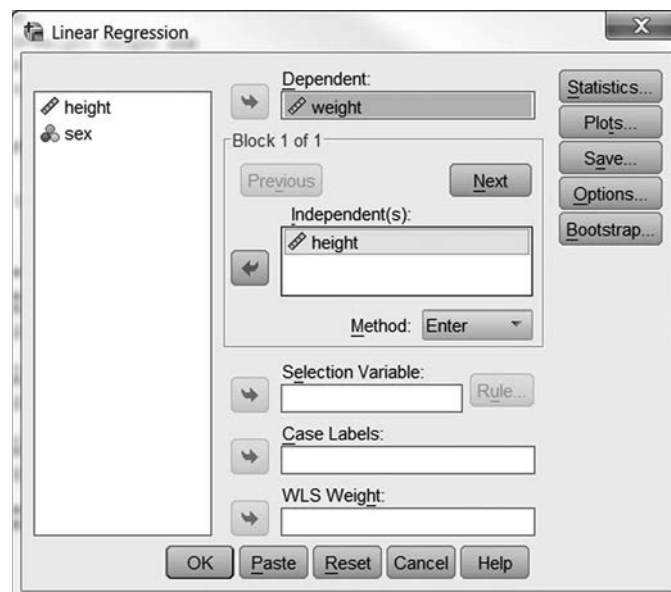 Linear Regression
X
height
sex
Dependent:
weight
Block 1 of 1
Previous
Next
Independent(s):
height
Method: Enter
Selection Variable:
Rule...
Case Labels:
WLS Weight:
Statistics...
Plots...
Save...
Options...
Bootstrap...
OK Paste Reset Cancel Help